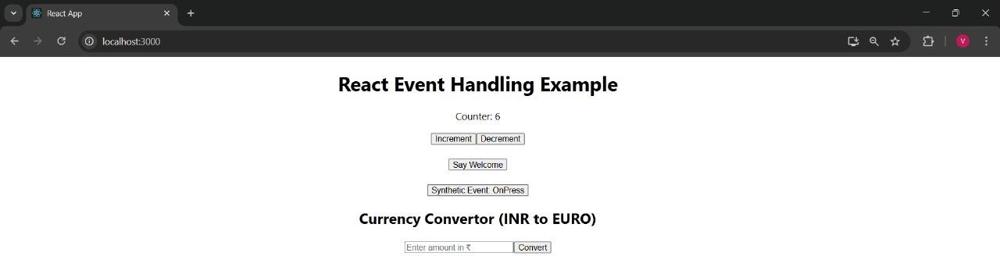 React App
localhost:3000
V
React Event Handling Example
Counter: 6
Increment Decrement
Say Welcome
Synthetic Event: OnPress
Currency Convertor (INR to EURO)
Enter amount in ₹ Convert